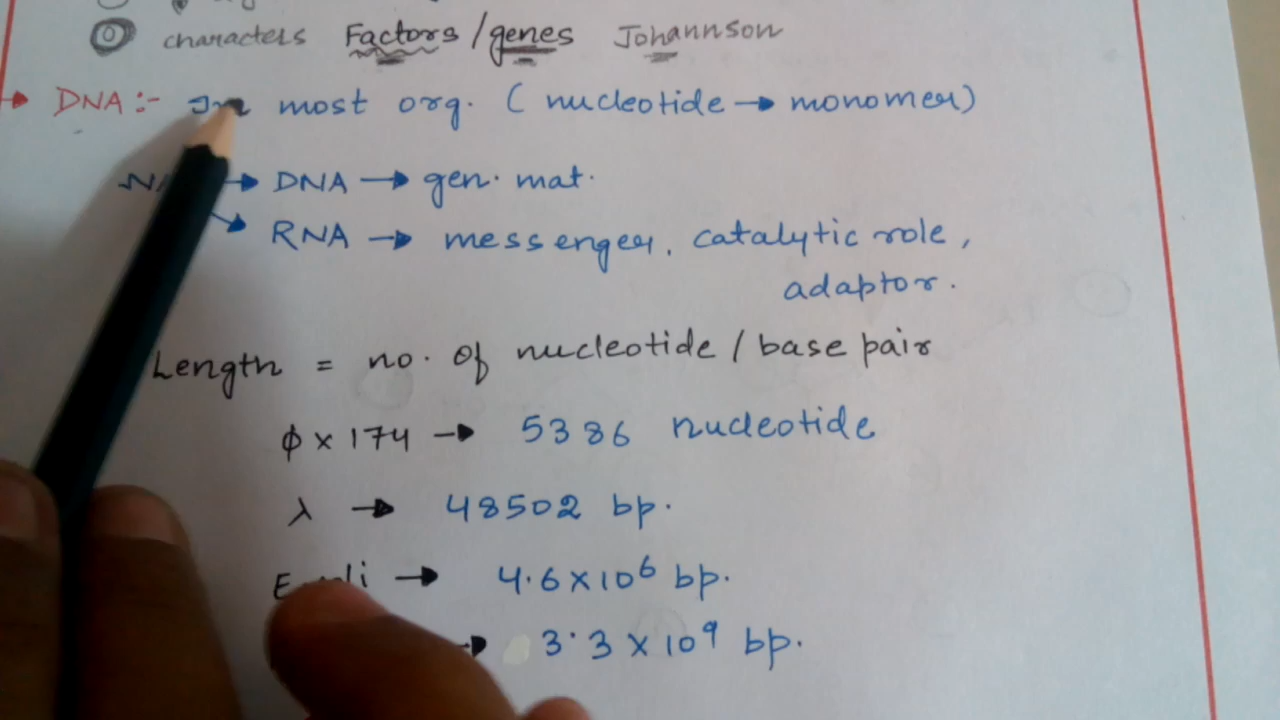 characters Factors/genes Johannson
DNA :- In most org. ( nucleotide → monomer)
→ DNA → gen. mat.
RNA → messenger, catalytic role,
adaptor.
Length = no. of nucleotide / base pair
ϕ x 174 → 5386 nucleotide
λ → 48502 bp.
→ 4.6 x 10⁶ bp.
→ 3.3 x 10⁹ bp.